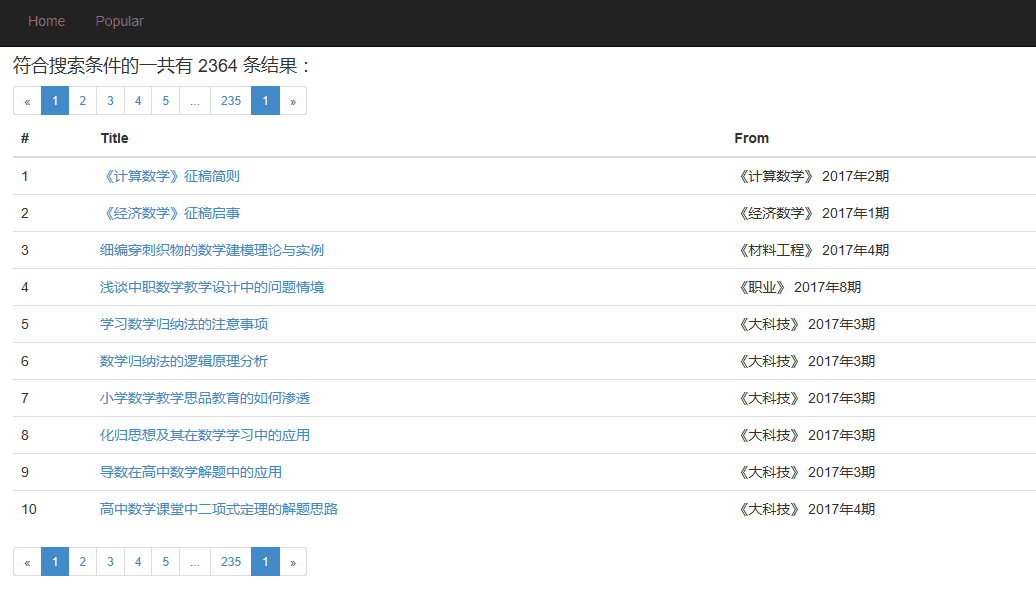 Home Popular
符合搜索条件的一共有 2364 条结果：
« 1 2 3 4 5 ... 235 1 »
# Title From
1 《计算数学》征稿简则 《计算数学》 2017年2期
2 《经济数学》征稿启事 《经济数学》 2017年1期
3 细编穿刺织物的数学建模理论与实例 《材料工程》 2017年4期
4 浅谈中职数学教学设计中的问题情境 《职业》 2017年8期
5 学习数学归纳法的注意事项 《大科技》 2017年3期
6 数学归纳法的逻辑原理分析 《大科技》 2017年3期
7 小学数学教学思品教育的如何渗透 《大科技》 2017年3期
8 化归思想及其在数学学习中的应用 《大科技》 2017年3期
9 导数在高中数学解题中的应用 《大科技》 2017年3期
10 高中数学课堂中二项式定理的解题思路 《大科技》 2017年4期
« 1 2 3 4 5 ... 235 1 »